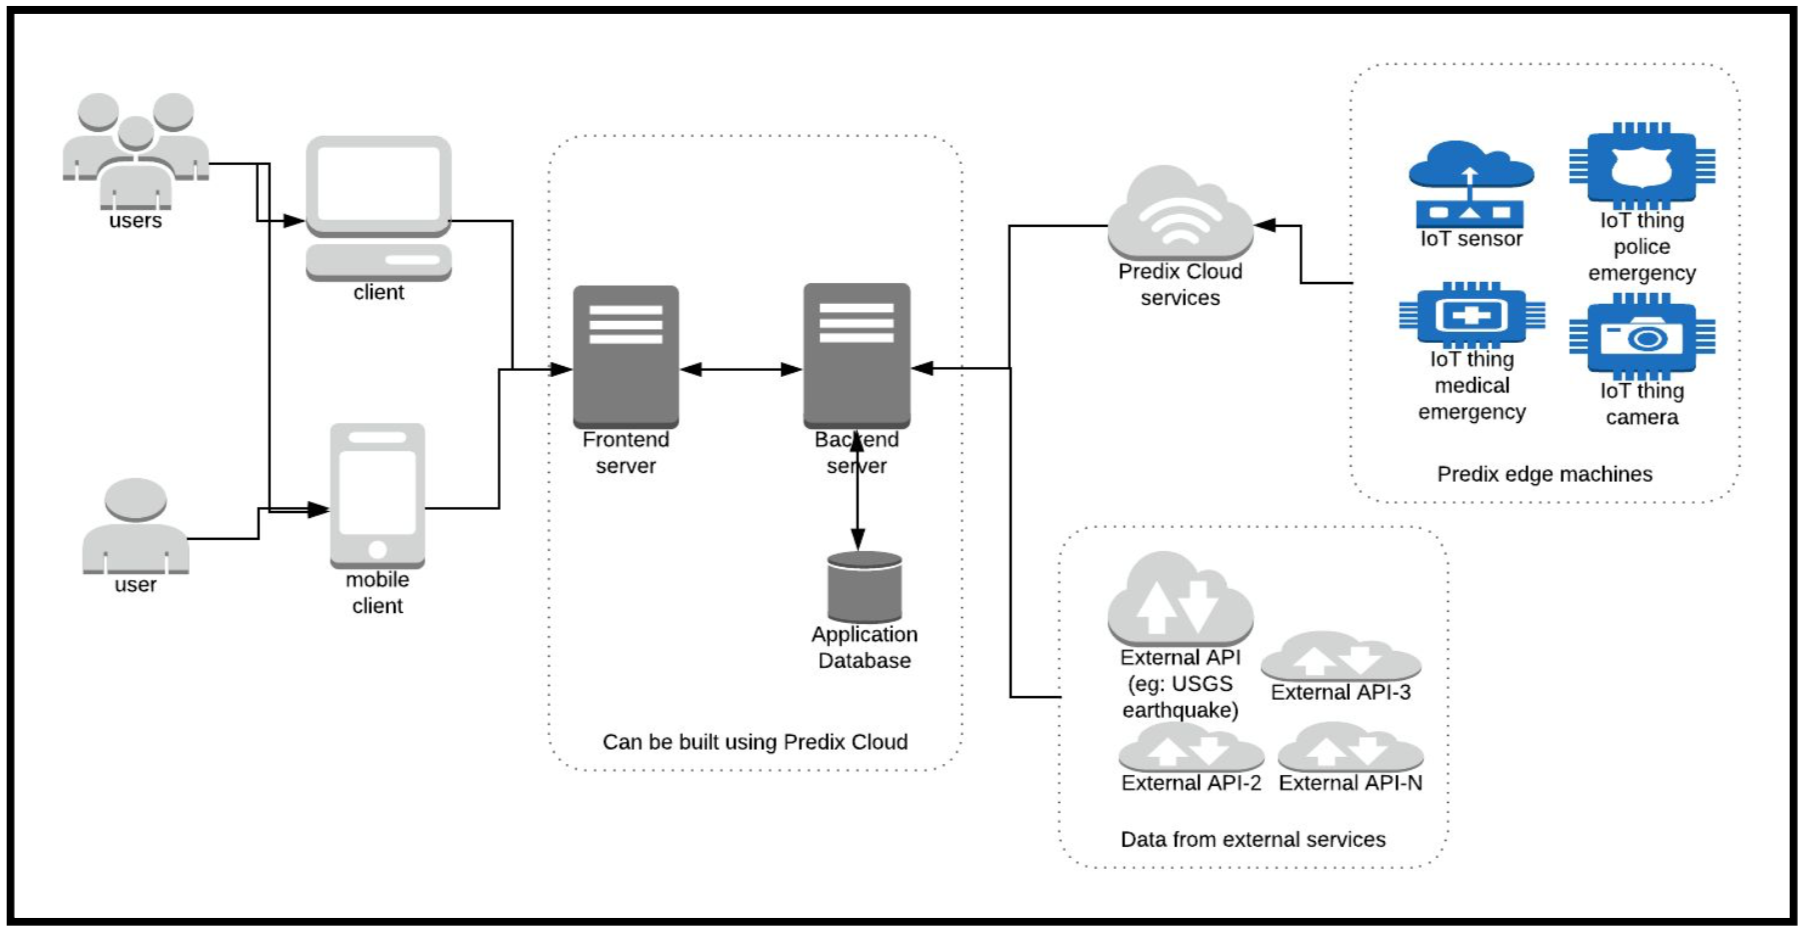 users
client
user
mobile
client
Frontend
server
Backend
server
Application
Database
Can be built using Predix Cloud
Predix Cloud
services
IoT sensor
IoT thing
police
emergency
IoT thing
medical
emergency
IoT thing
camera
Predix edge machines
External API
(eg: USGS
earthquake)
External API-3
External API-2
External API-N
Data from external services